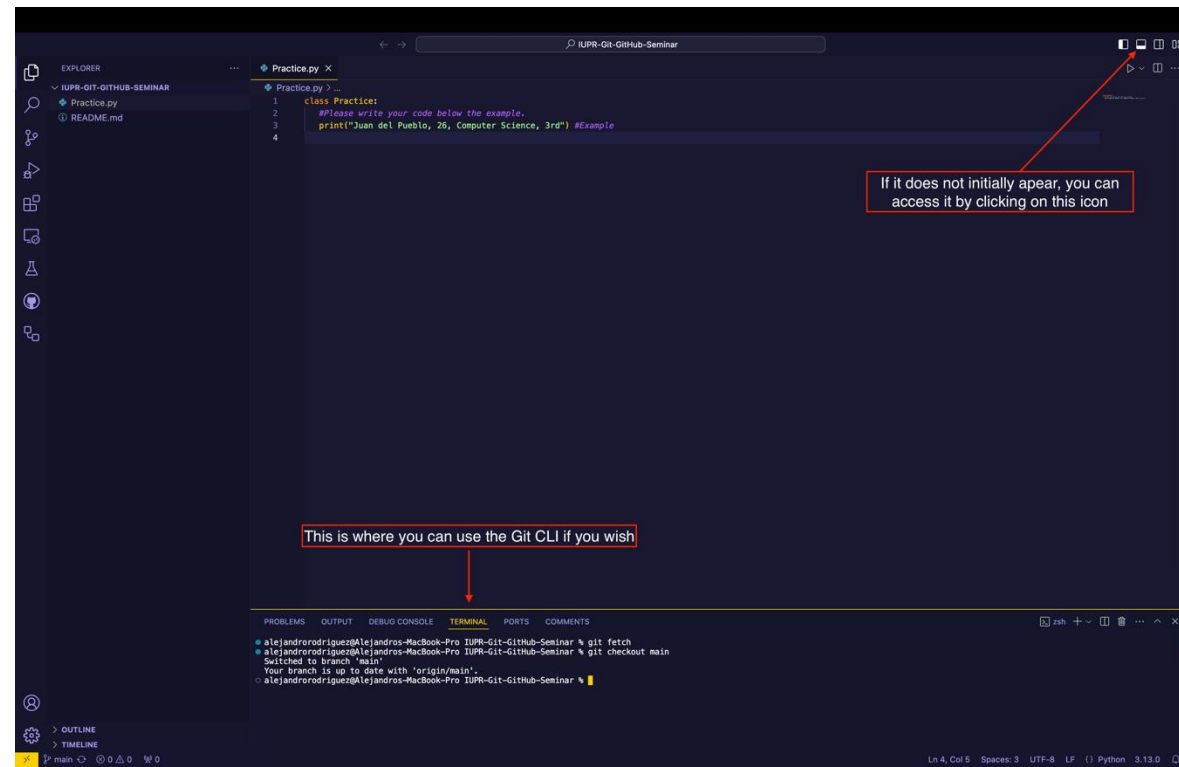 IUPR-Git-GitHub-Seminar
EXPLORER
IUPR-GIT-GITHUB-SEMINAR
Practice.py
README.md
Practice.py
Practice.py > ...
1 class Practice:
2 #Please write your code below the example.
3 print("Juan del Pueblo, 26, Computer Science, 3rd") #Example
4
If it does not initially apear, you can
access it by clicking on this icon
This is where you can use the Git CLI if you wish
PROBLEMS OUTPUT DEBUG CONSOLE TERMINAL PORTS COMMENTS
zsh
alejandrorodriguez@Alejandros-MacBook-Pro IUPR-Git-GitHub-Seminar % git fetch
alejandrorodriguez@Alejandros-MacBook-Pro IUPR-Git-GitHub-Seminar % git checkout main
Switched to branch 'main'
Your branch is up to date with 'origin/main'.
alejandrorodriguez@Alejandros-MacBook-Pro IUPR-Git-GitHub-Seminar %
> OUTLINE
> TIMELINE
main 0 0 0
Ln 4, Col 5 Spaces: 3 UTF-8 LF () Python 3.13.0